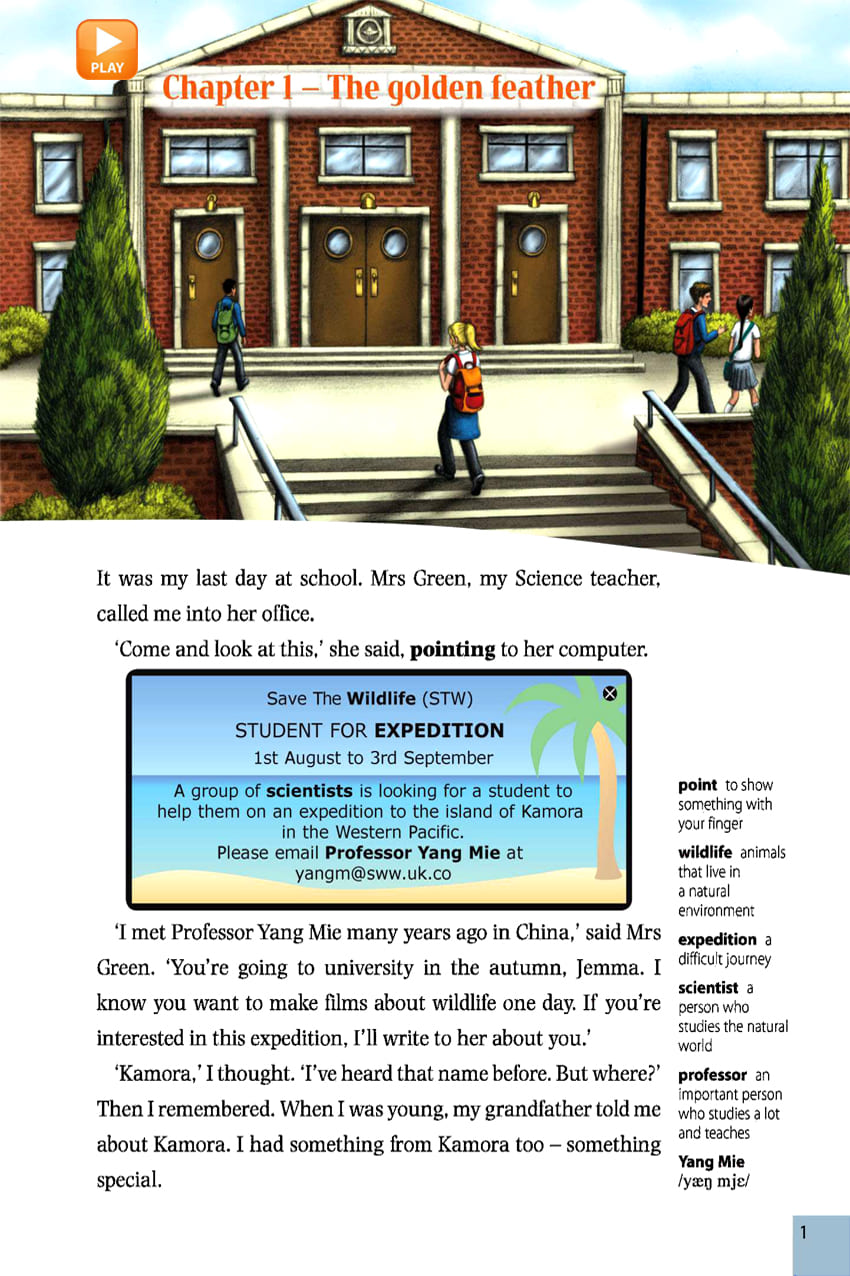 PLAY
Chapter 1 – The golden feather
It was my last day at school. Mrs Green, my Science teacher,
called me into her office.
‘Come and look at this,’ she said, pointing to her computer.
Save The Wildlife (STW)
STUDENT FOR EXPEDITION
1st August to 3rd September
A group of scientists is looking for a student to
help them on an expedition to the island of Kamora
in the Western Pacific.
Please email Professor Yang Mie at
yangm@sww.uk.co
‘I met Professor Yang Mie many years ago in China,’ said Mrs
Green. ‘You’re going to university in the autumn, Jemma. I
know you want to make films about wildlife one day. If you’re
interested in this expedition, I’ll write to her about you.’
‘Kamora,’ I thought. ‘I’ve heard that name before. But where?’
Then I remembered. When I was young, my grandfather told me
about Kamora. I had something from Kamora too – something
special.
point to show
something with
your finger
wildlife animals
that live in
a natural
environment
expedition a
difficult journey
scientist a
person who
studies the natural
world
professor an
important person
who studies a lot
and teaches
Yang Mie
/yæŋ mjɛ/
1